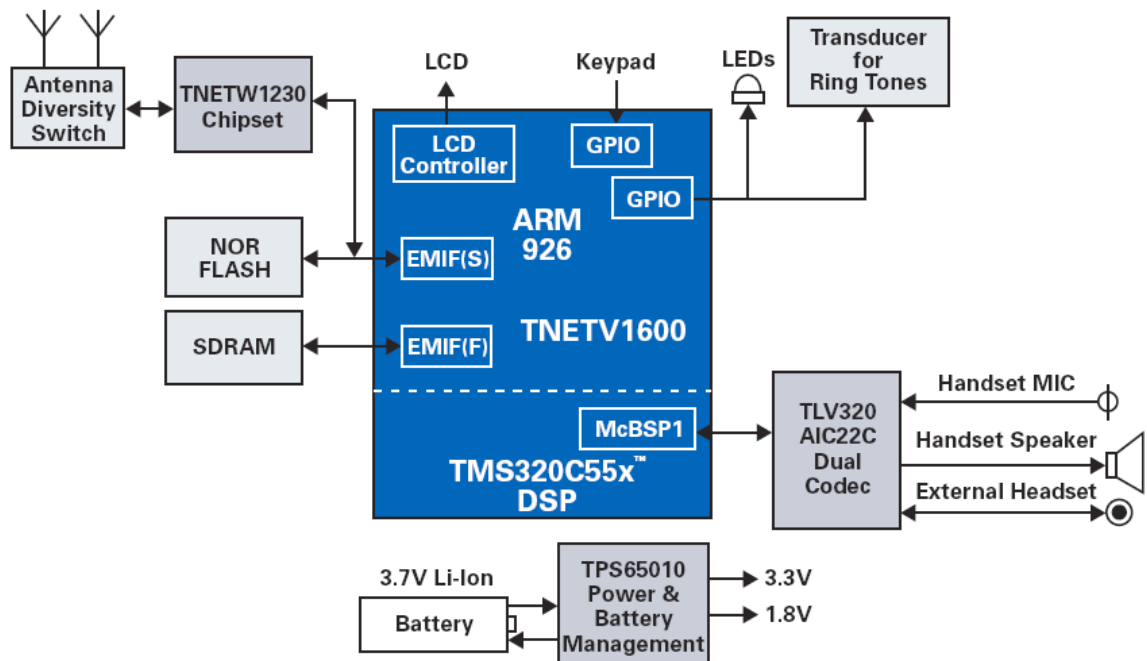 Antenna
Diversity
Switch
TNETW1230
Chipset
LCD
Keypad
LEDs
Transducer
for
Ring Tones
LCD
Controller
GPIO
GPIO
ARM
926
NOR
FLASH
EMIF(S)
TNETV1600
SDRAM
EMIF(F)
McBSP1
TMS320C55x™
DSP
TLV320
AIC22C
Dual
Codec
Handset MIC
Handset Speaker
External Headset
3.7V Li-Ion
Battery
TPS65010
Power &
Battery
Management
3.3V
1.8V